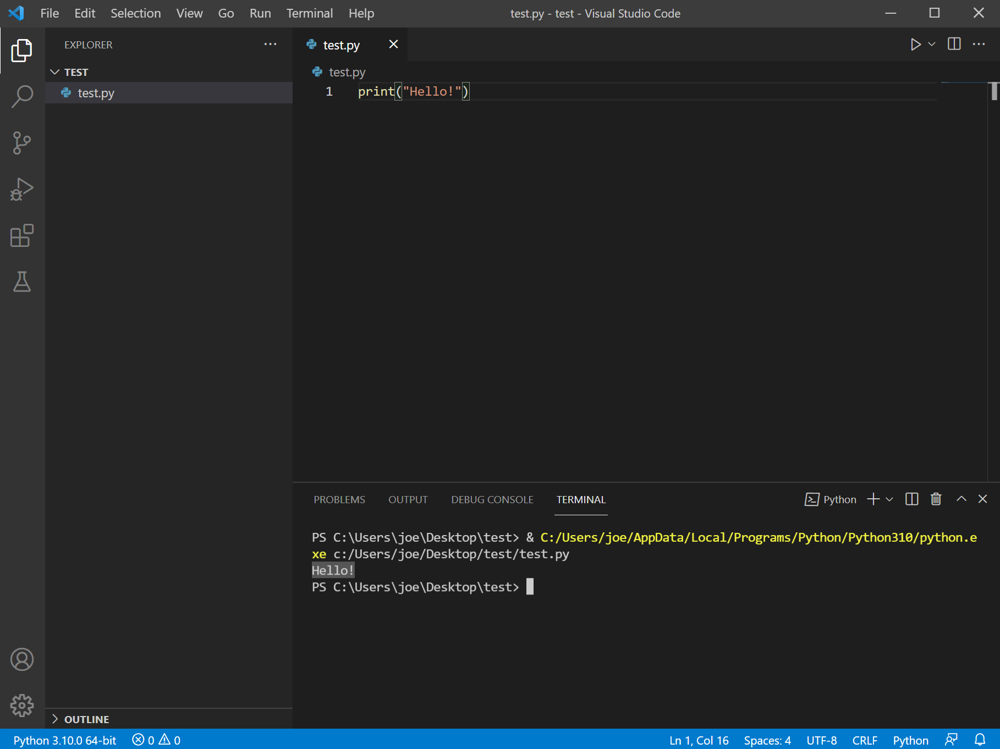 File Edit Selection View Go Run Terminal Help test.py - test - Visual Studio Code
EXPLORER
TEST
test.py
test.py
test.py
1 print("Hello!")
PROBLEMS OUTPUT DEBUG CONSOLE TERMINAL Python
PS C:\Users\joe\Desktop\test> & C:/Users/joe/AppData/Local/Programs/Python/Python310/python.e
xe c:/Users/joe/Desktop/test/test.py
Hello!
PS C:\Users\joe\Desktop\test>
OUTLINE
Python 3.10.0 64-bit 0 0 Ln 1, Col 16 Spaces: 4 UTF-8 CRLF Python